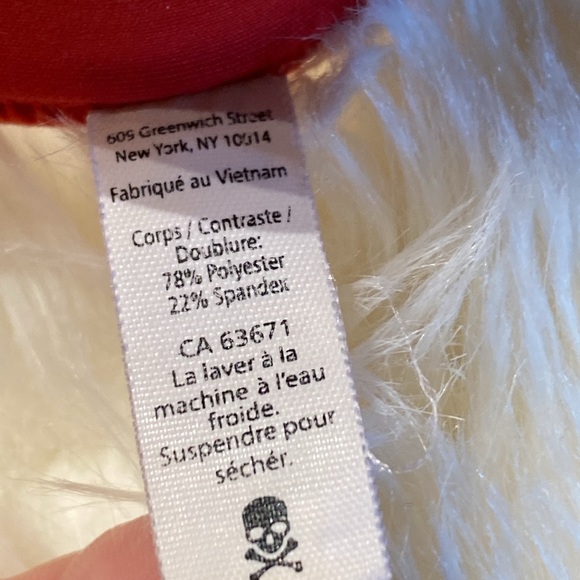 609 Greenwich Street
New York, NY 10014
Fabriqué au Vietnam
Corps / Contraste /
Doublure:
78% Polyester
22% Spandex
CA 63671
La laver à la
machine à l'eau
froide.
Suspendre pour
séchér.